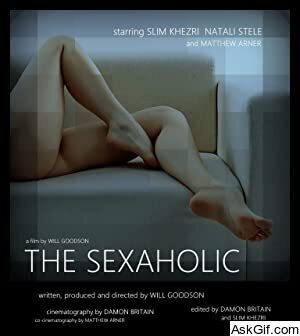 starring SLIM KHEZRI NATALI STELE
and MATTHEW ARNER
a film by WILL GOODSON
THE SEXAHOLIC
written, produced and directed by WILL GOODSON
cinematography by DAMON BRITAIN
co-cinematography by MATTHEW ARNER
edited by DAMON BRITAIN
and SLIM KHEZRI
AskGif.com